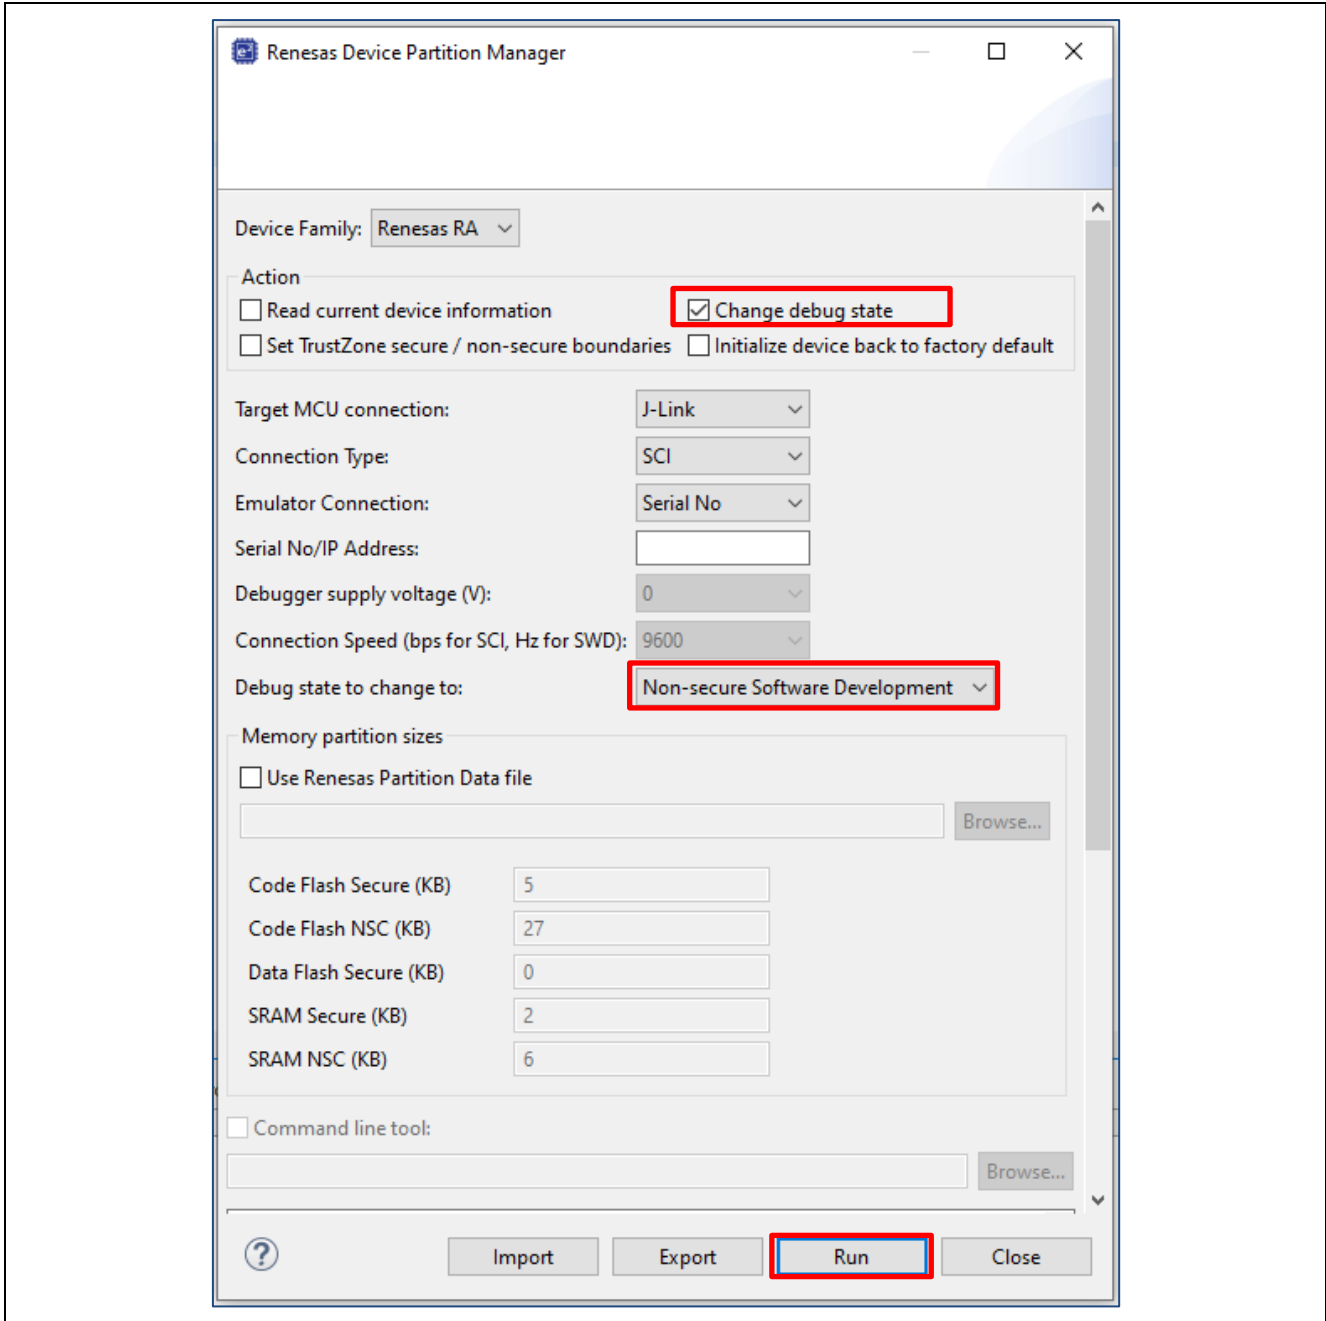 Renesas Device Partition Manager
Device Family: Renesas RA
Action
Read current device information Change debug state
Set TrustZone secure / non-secure boundaries Initialize device back to factory default
Target MCU connection: J-Link
Connection Type: SCI
Emulator Connection: Serial No
Serial No/IP Address:
Debugger supply voltage (V): 0
Connection Speed (bps for SCI, Hz for SWD): 9600
Debug state to change to: Non-secure Software Development
Memory partition sizes
Use Renesas Partition Data file
Browse...
Code Flash Secure (KB) 5
Code Flash NSC (KB) 27
Data Flash Secure (KB) 0
SRAM Secure (KB) 2
SRAM NSC (KB) 6
Command line tool:
Browse...
? Import Export Run Close